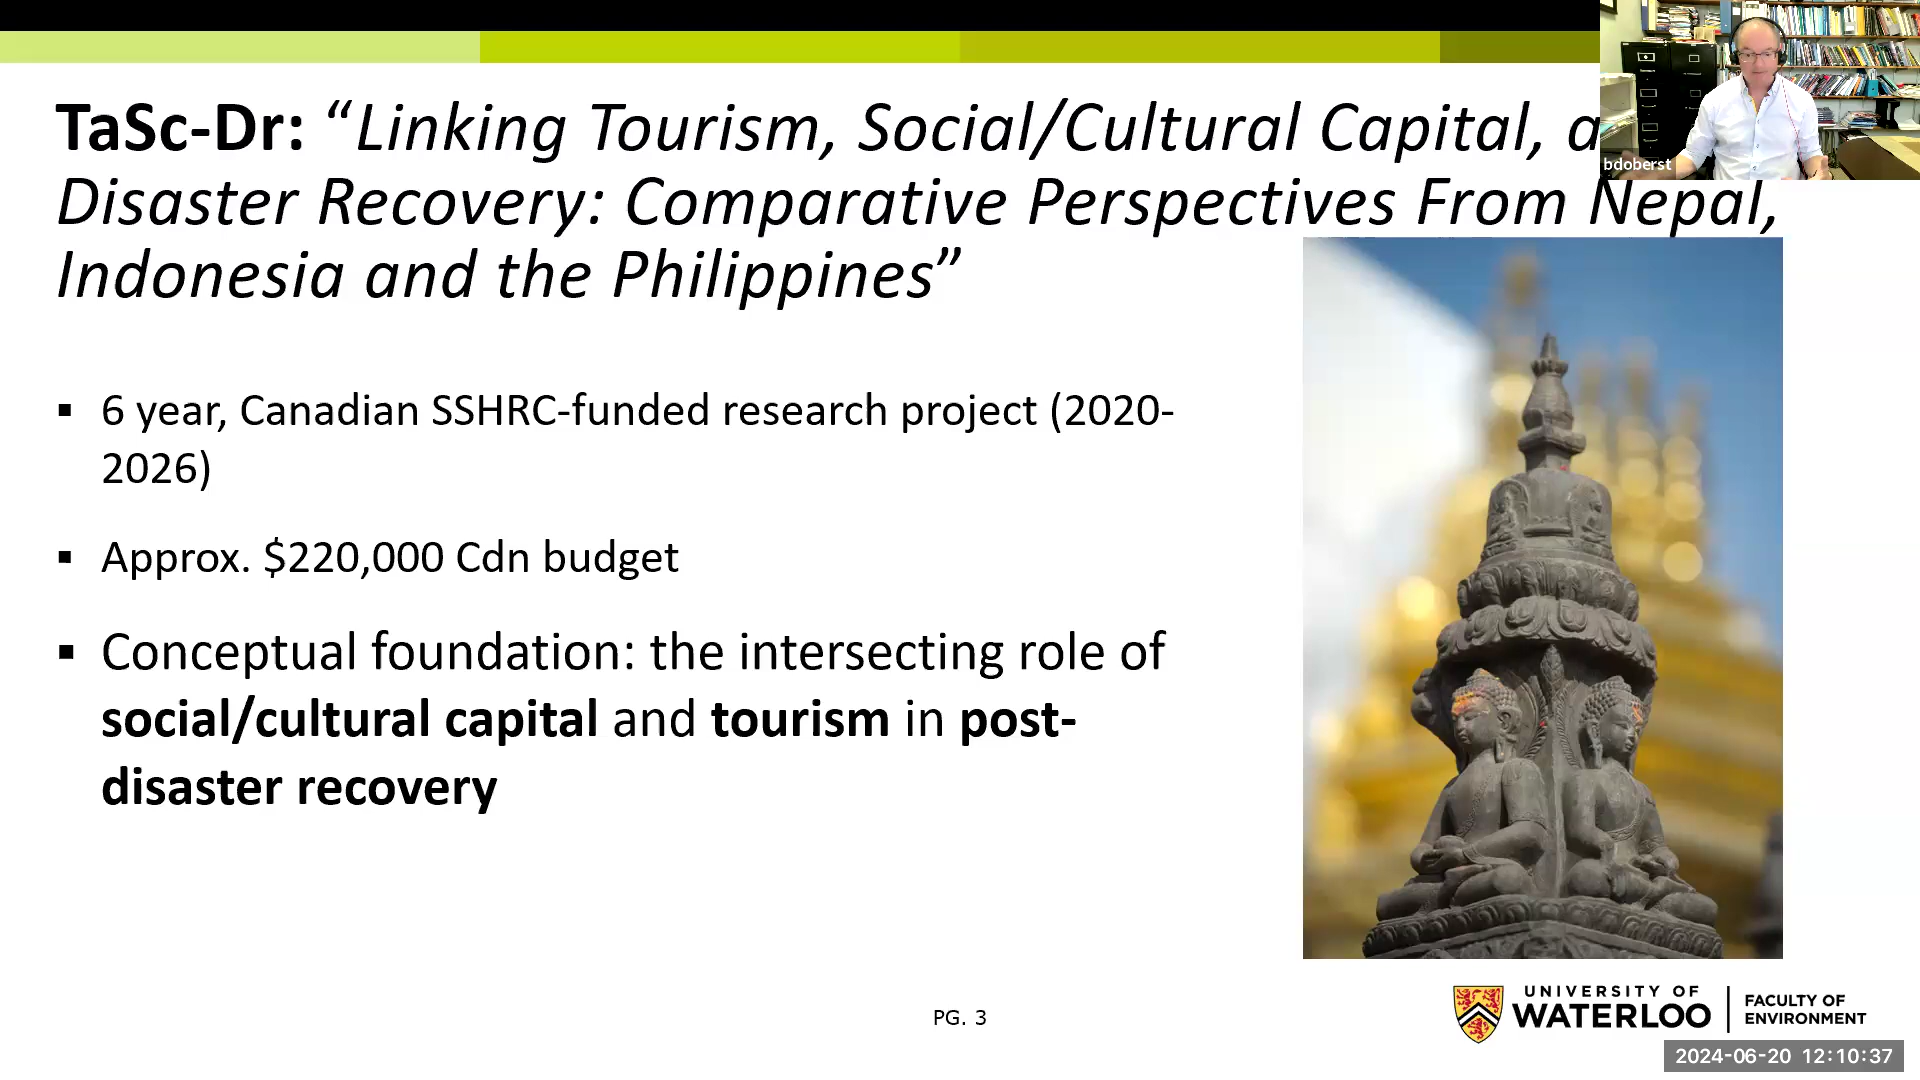 TaSc-Dr: “Linking Tourism, Social/Cultural Capital, a
Disaster Recovery: Comparative Perspectives From Nepal,
Indonesia and the Philippines”
bdoberst
▪ 6 year, Canadian SSHRC-funded research project (2020-
2026)
▪ Approx. $220,000 Cdn budget
▪ Conceptual foundation: the intersecting role of
social/cultural capital and tourism in post-
disaster recovery
PG. 3
UNIVERSITY OF
WATERLOO
FACULTY OF
ENVIRONMENT
2024-06-20 12:10:37